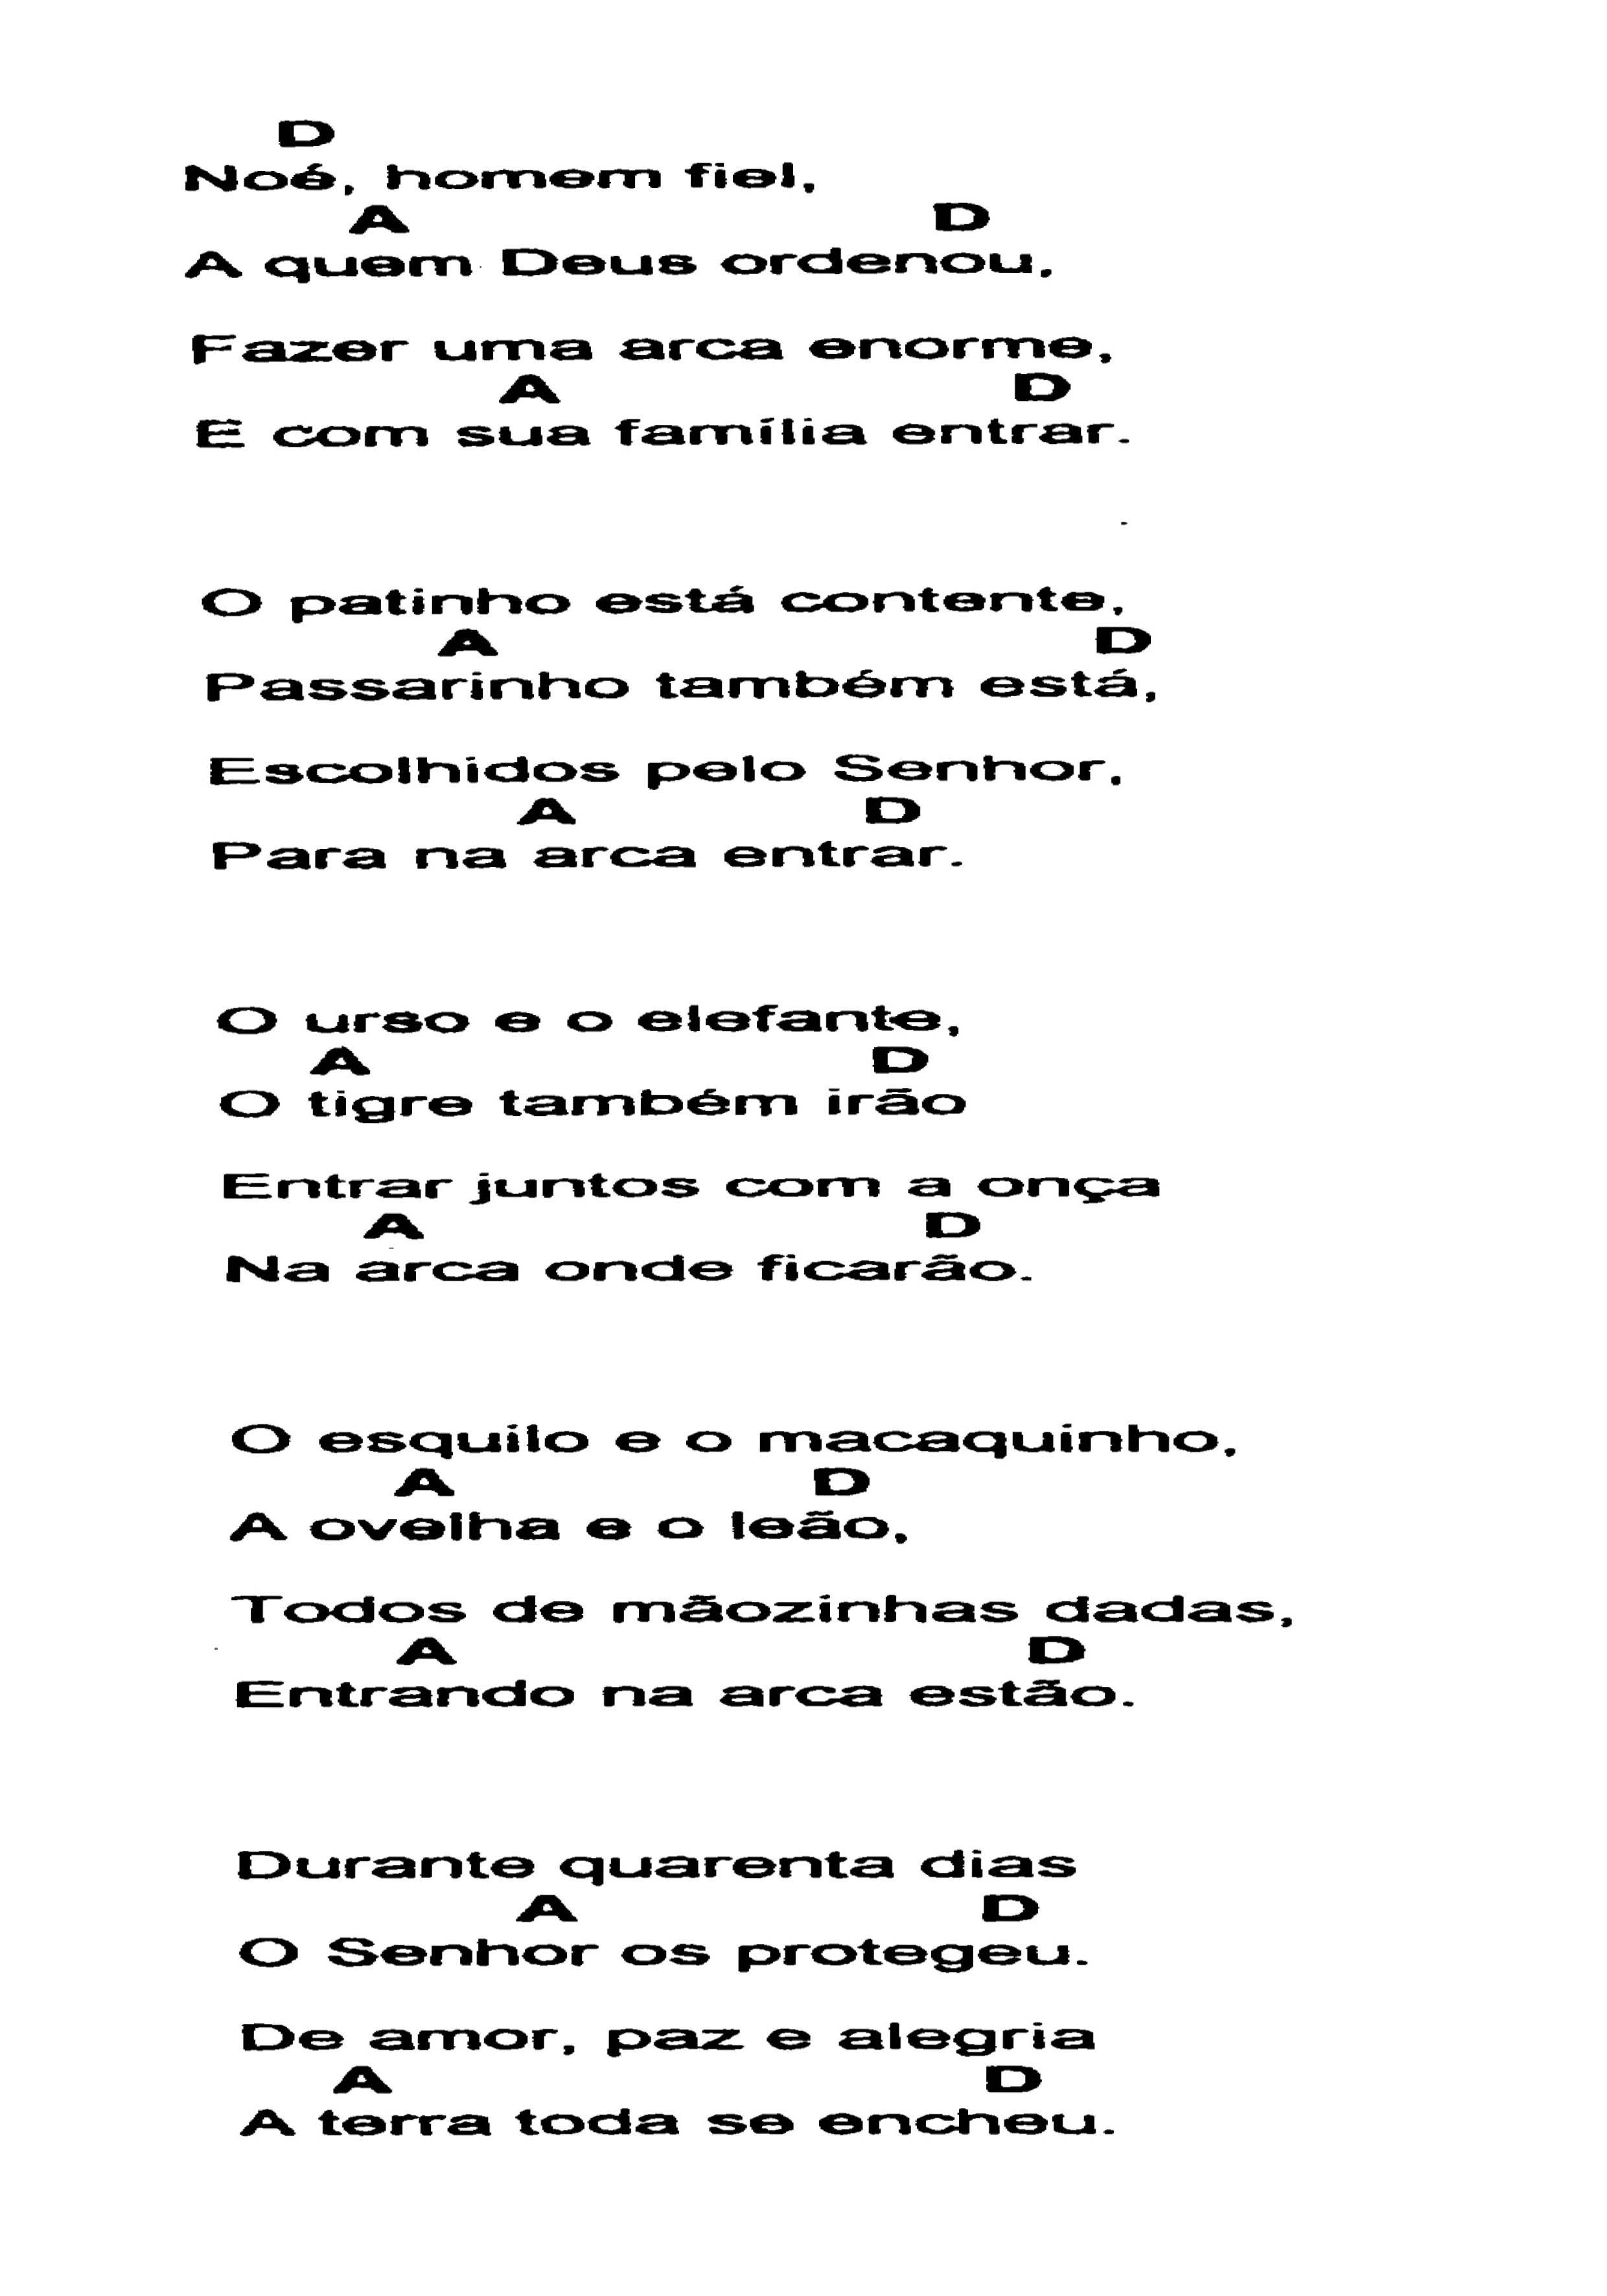 D
Noé, homem fiel,
A D
A quem Deus ordenou,
Fazer uma arca enorme,
A D
E com sua família entrar.
O patinho está contente,
A D
Passarinho também está,
Escolhidos pelo Senhor,
A D
Para na arca entrar.
O urso e o elefante,
A D
O tigre também irão
Entrar juntos com a onça
A D
Na arca onde ficarão.
O esquilo e o macaquinho,
A D
A ovelha e o leão,
Todos de mãozinhas dadas,
A D
Entrando na arca estão.
Durante quarenta dias
A D
O Senhor os protegeu.
De amor, paz e alegria
A D
A terra toda se encheu.